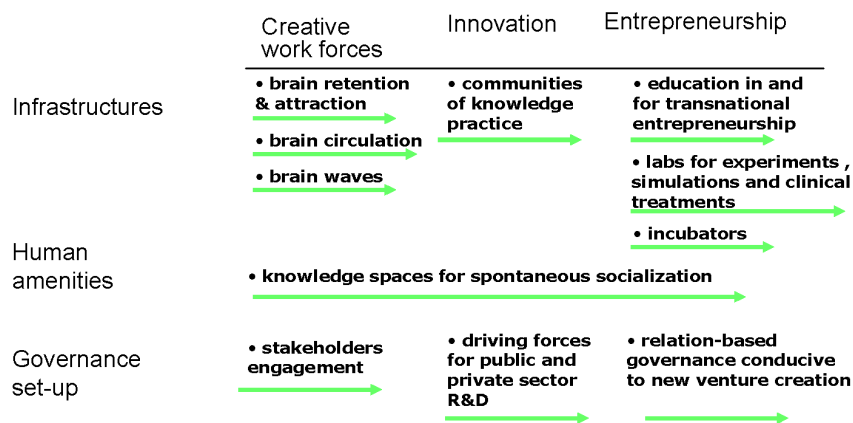 Creative
work forces
Innovation
Entrepreneurship
Infrastructures
• brain retention
& attraction
• brain circulation
• brain waves
• communities
of knowledge
practice
• education in and
for transnational
entrepreneurship
• labs for experiments ,
simulations and clinical
treatments
• incubators
Human
amenities
• knowledge spaces for spontaneous socialization
Governance
set-up
• stakeholders
engagement
• driving forces
for public and
private sector
R&D
• relation-based
governance conducive
to new venture creation